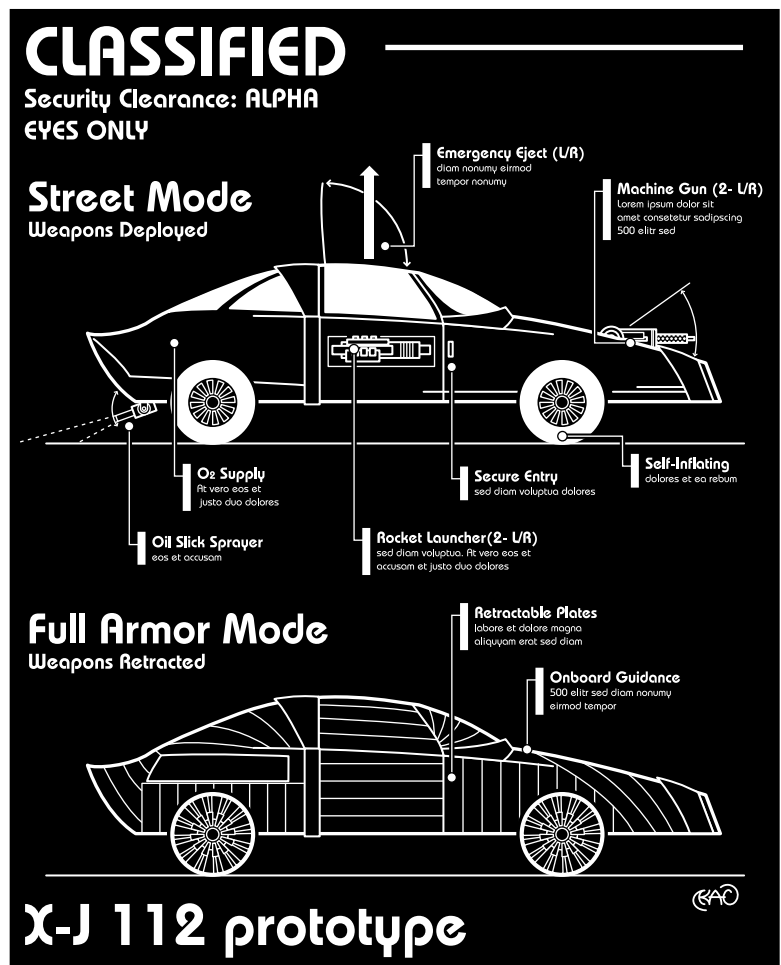 CLASSIFIED
Security Clearance: ALPHA
EYES ONLY
Emergency Eject (L/R)
diam nonumy eirmod
tempor nonumy
Machine Gun (2- L/R)
Lorem ipsum dolor sit
amet consetetur sadipscing
500 elitr sed
Street Mode
Weapons Deployed
O2 Supply
At vero eos et
justo duo dolores
Secure Entry
sed diam voluptua dolores
Self-Inflating
dolores et ea rebum
Oil Slick Sprayer
eos et accusam
Rocket Launcher(2- L/R)
sed diam voluptua. At vero eos et
accusam et justo duo dolores
Full Armor Mode
Weapons Retracted
Retractable Plates
labore et dolore magna
aliquyam erat sed diam
Onboard Guidance
500 elitr sed diam nonumy
eirmod tempor
KAC
X-J 112 prototype